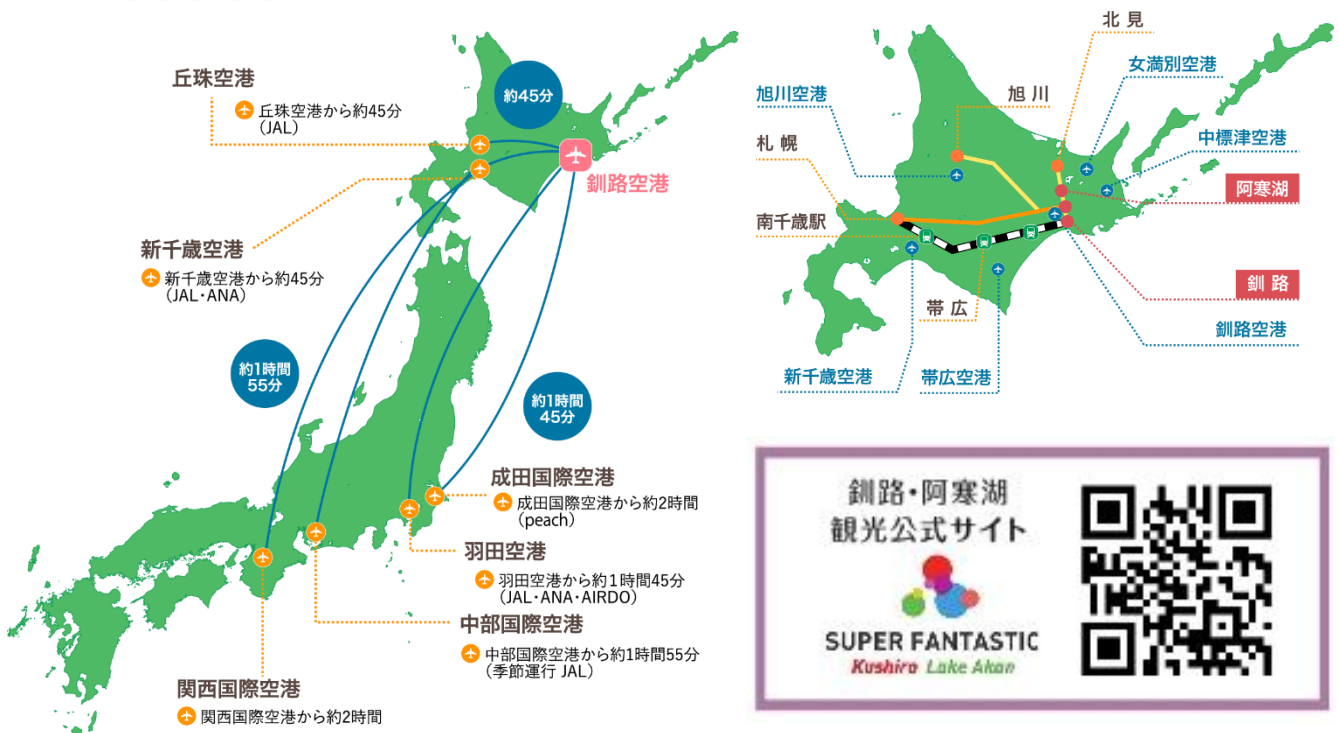 丘珠空港
丘珠空港から約45分
(JAL)
約45分
釧路空港
新千歳空港
新千歳空港から約45分
(JAL・ANA)
約1時間
55分
約1時間
45分
成田国際空港
成田国際空港から約2時間
(peach)
羽田空港
羽田空港から約1時間45分
(JAL・ANA・AIRDO)
中部国際空港
中部国際空港から約1時間55分
(季節運行 JAL)
関西国際空港
関西国際空港から約2時間
北見
女満別空港
旭川空港
旭川
中標津空港
札幌
阿寒湖
南千歳駅
釧路
帯広
釧路空港
新千歳空港
帯広空港
釧路・阿寒湖
観光公式サイト
SUPER FANTASTIC
Kushiro Lake Akan